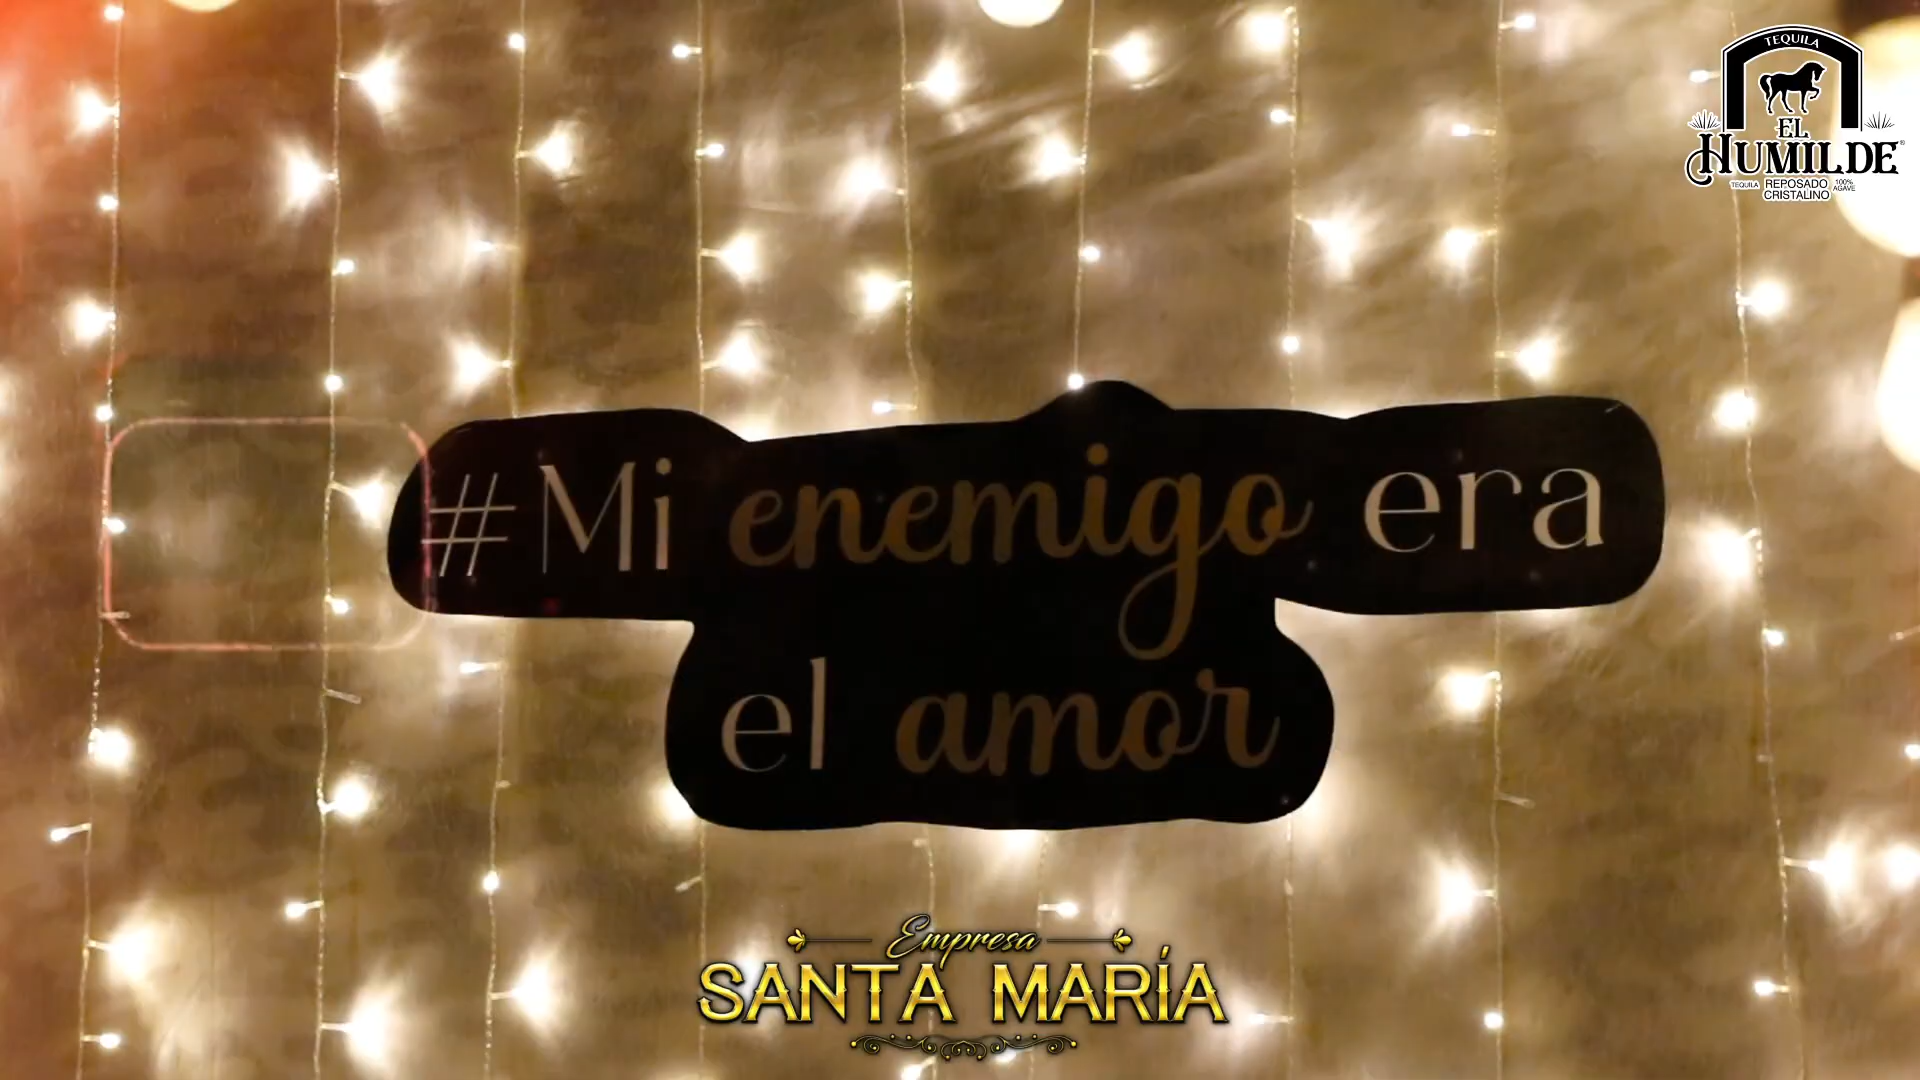 TEQUILA
EL
HUMILDE
TEQUILA REPOSADO 100%
CRISTALINO AGAVE
#Mi enemigo era
el amor
Empresa
SANTA MARÍA